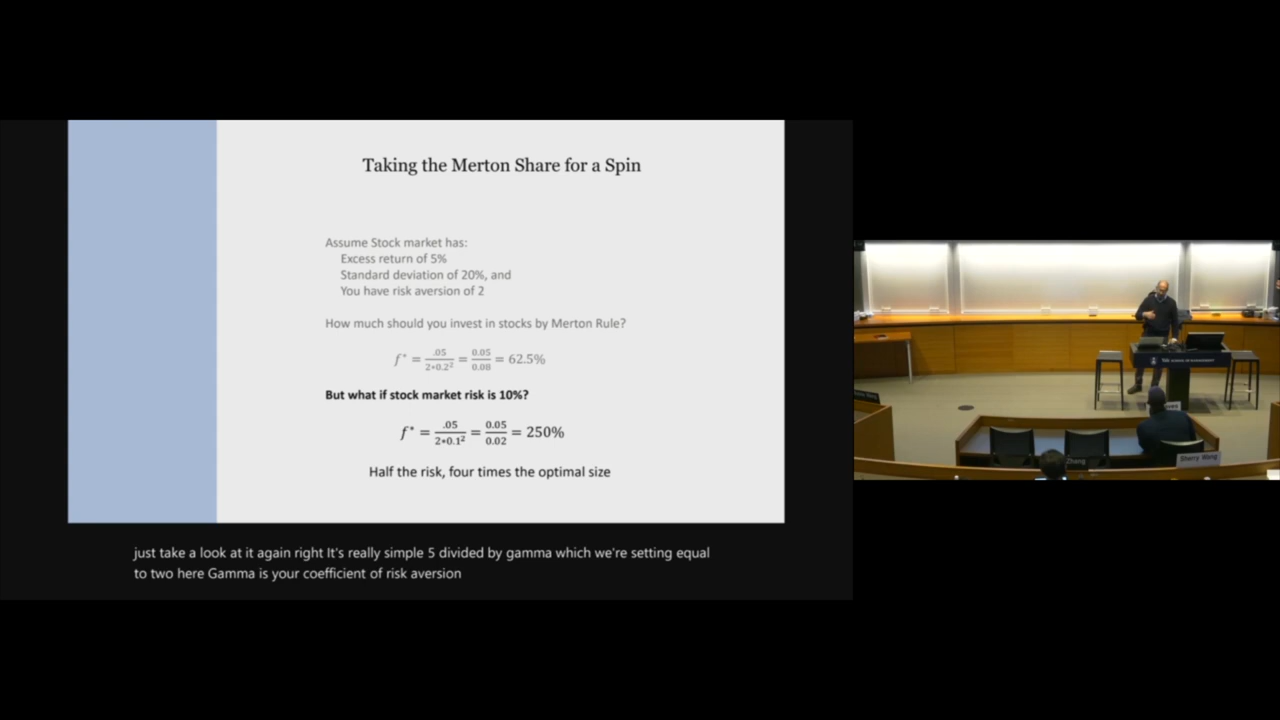 Taking the Merton Share for a Spin
Assume Stock market has:
Excess return of 5%
Standard deviation of 20%, and
You have risk aversion of 2
How much should you invest in stocks by Merton Rule?
f* = .05/2*0.2² = 0.05/0.08 = 62.5%
But what if stock market risk is 10%?
f* = .05/2*0.1² = 0.05/0.02 = 250%
Half the risk, four times the optimal size
just take a look at it again right It's really simple 5 divided by gamma which we're setting equal
to two here Gamma is your coefficient of risk aversion
Zhang
Sherry Wang